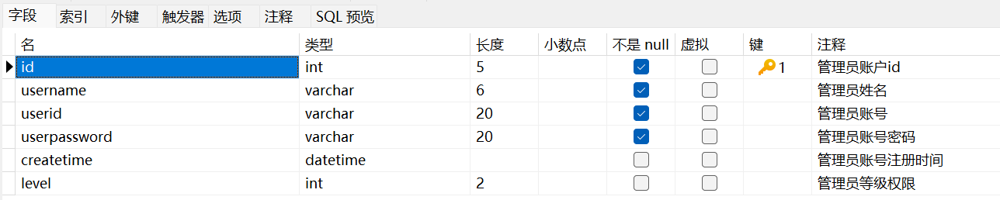 字段 索引 外键 触发器 选项 注释 SQL 预览
名 类型 长度 小数点 不是 null 虚拟 键 注释
id int 5 1 管理员账户id
username varchar 6 管理员姓名
userid varchar 20 管理员账号
userpassword varchar 20 管理员账号密码
createtime datetime 管理员账号注册时间
level int 2 管理员等级权限